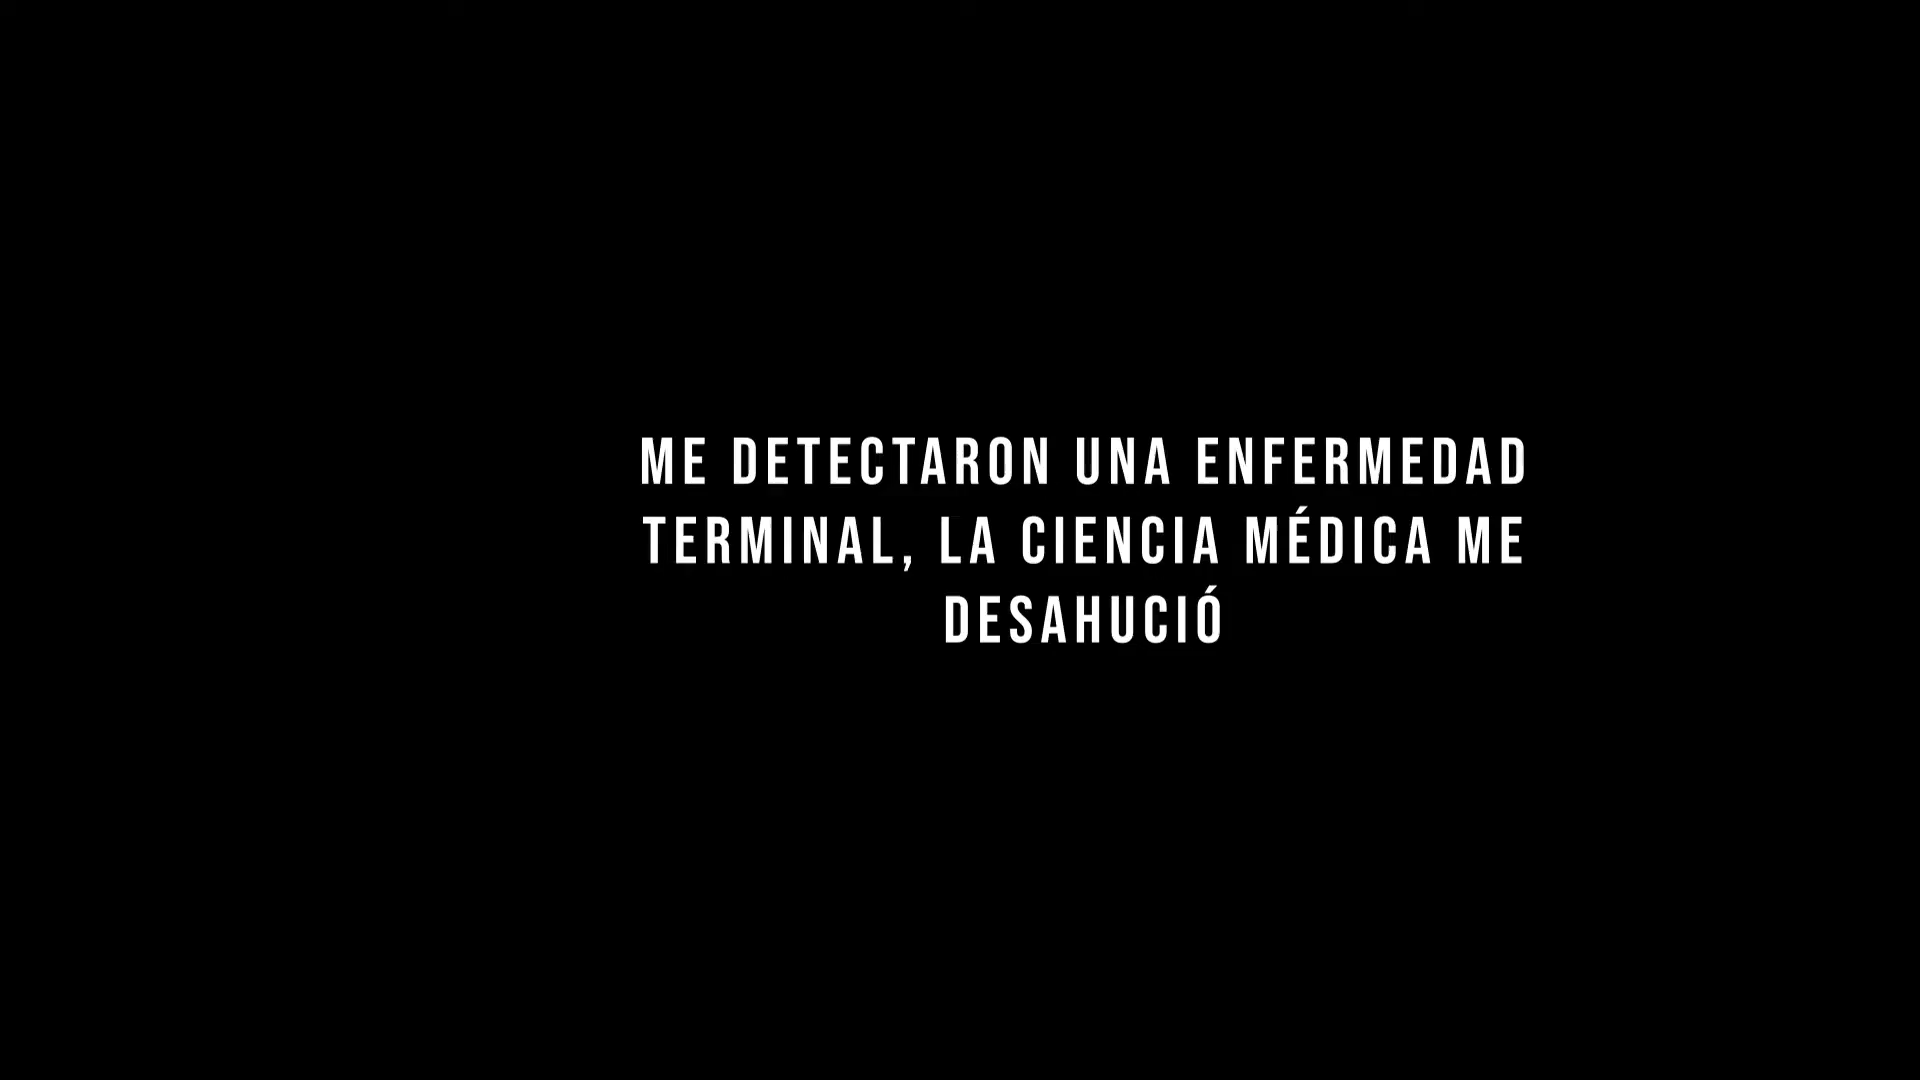 ME DETECTARON UNA ENFERMEDAD
TERMINAL, LA CIENCIA MÉDICA ME
DESAHUCIÓ